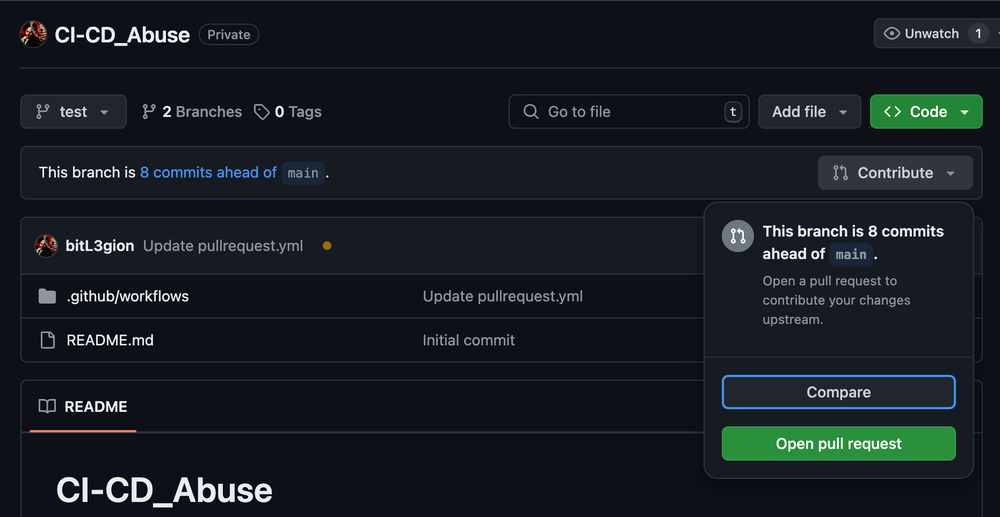 CI-CD_Abuse Private
Unwatch 1
test 2 Branches 0 Tags
Go to file t
Add file
Code
This branch is 8 commits ahead of main .
Contribute
bitL3gion Update pullrequest.yml
.github/workflows Update pullrequest.yml
README.md Initial commit
This branch is 8 commits
ahead of main .
Open a pull request to
contribute your changes
upstream.
Compare
Open pull request
README
CI-CD_Abuse